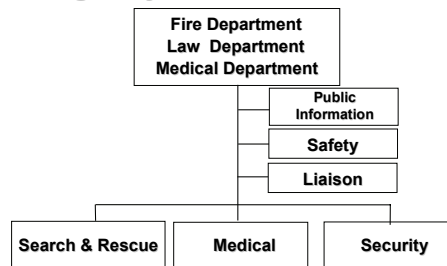 Fire Department
Law Department
Medical Department
Public
Information
Safety
Liaison
Search & Rescue
Medical
Security